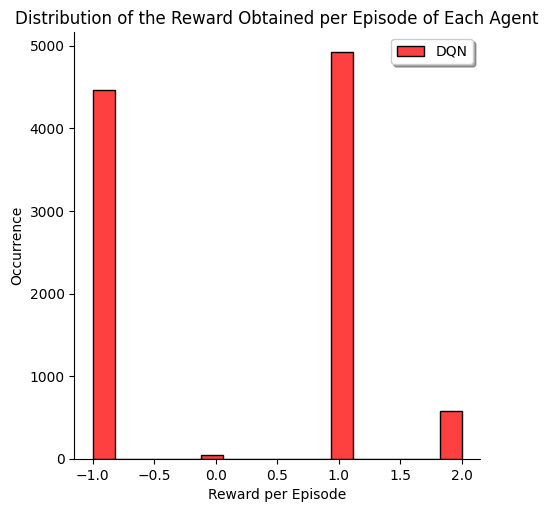 Distribution of the Reward Obtained per Episode of Each Agent
DQN
5000
4000
3000
2000
1000
0
Occurrence
−1.0 −0.5 0.0 0.5 1.0 1.5 2.0
Reward per Episode